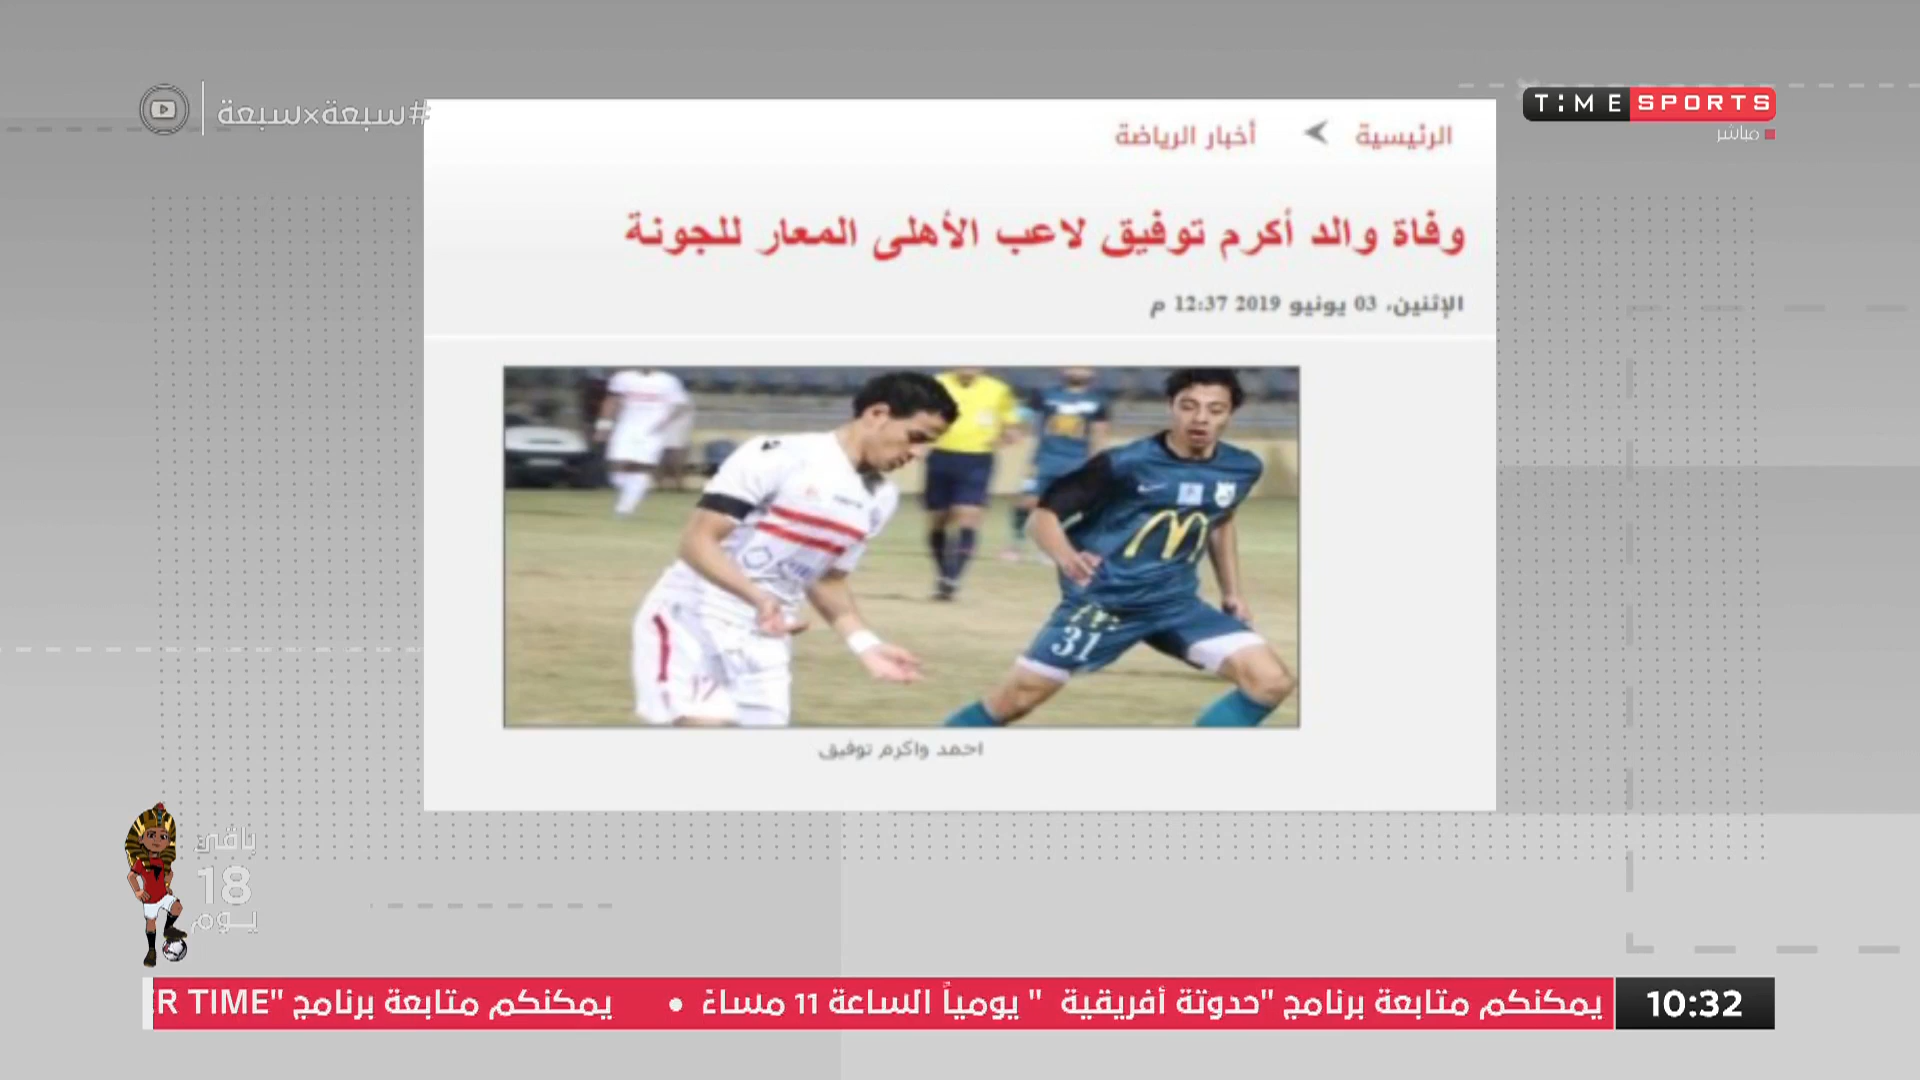 #سبعة×سبعة
TIME SPORTS
مباشر
الرئيسية
أخبار الرياضة
وفاة والد أكرم توفيق لاعب الأهلى المعار للجونة
الإثنين، 03 يونيو 2019 12:37 م
31
احمد واكرم توفيق
باقي
18
يوم
يمكنكم متابعة برنامج "حدوتة أفريقية " يومياً الساعة 11 مساءً • يمكنكم متابعة برنامج "R TIME
10:32